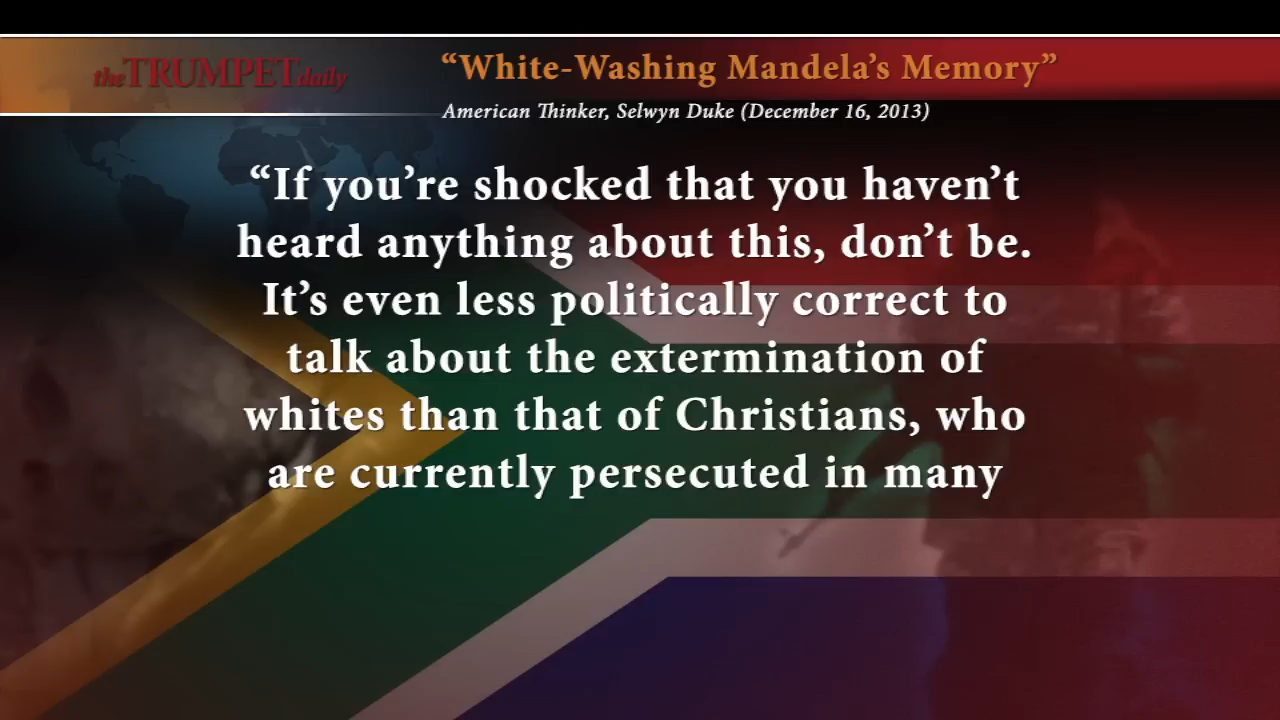 theTRUMPETdaily
“White-Washing Mandela’s Memory”
American Thinker, Selwyn Duke (December 16, 2013)
“If you’re shocked that you haven’t
heard anything about this, don’t be.
It’s even less politically correct to
talk about the extermination of
whites than that of Christians, who
are currently persecuted in many